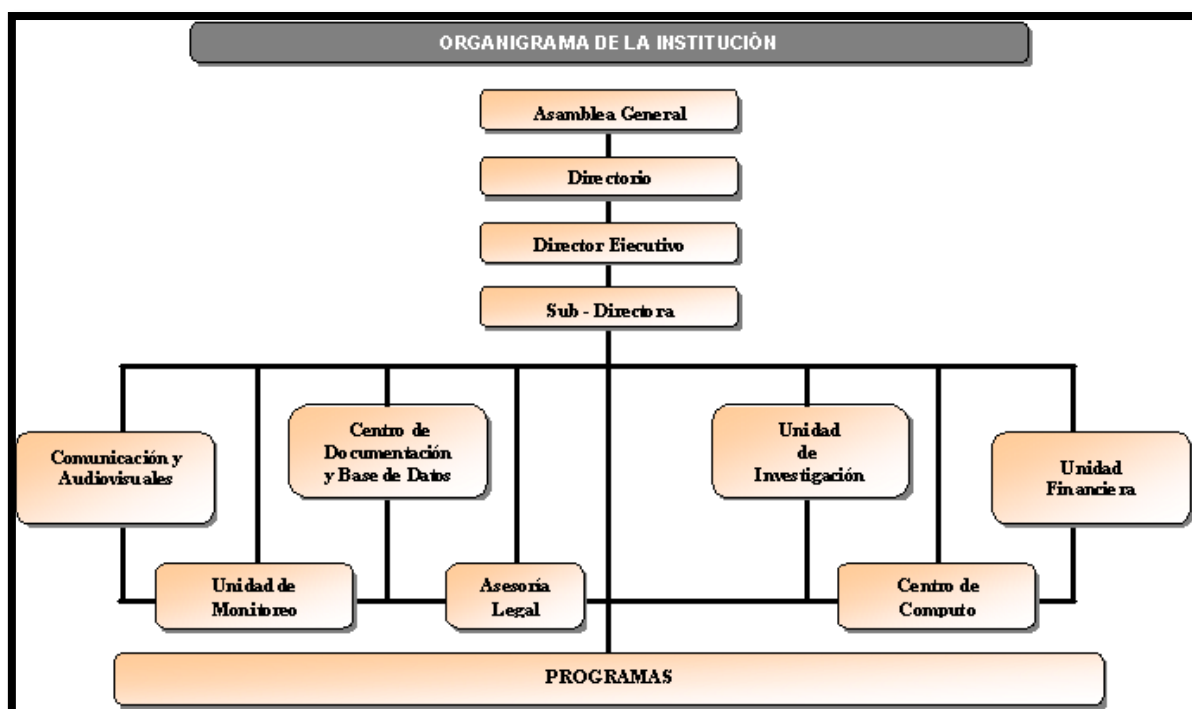 ORGANIGRAMA DE LA INSTITUCIÓN
Asamblea General
Directorio
Director Ejecutivo
Sub - Directora
Comunicación y
Audiovisuales
Centro de
Documentación
y Base de Datos
Unidad
de
Investigación
Unidad
Financiera
Unidad de
Monitoreo
Asesoría
Legal
Centro de
Computo
PROGRAMAS